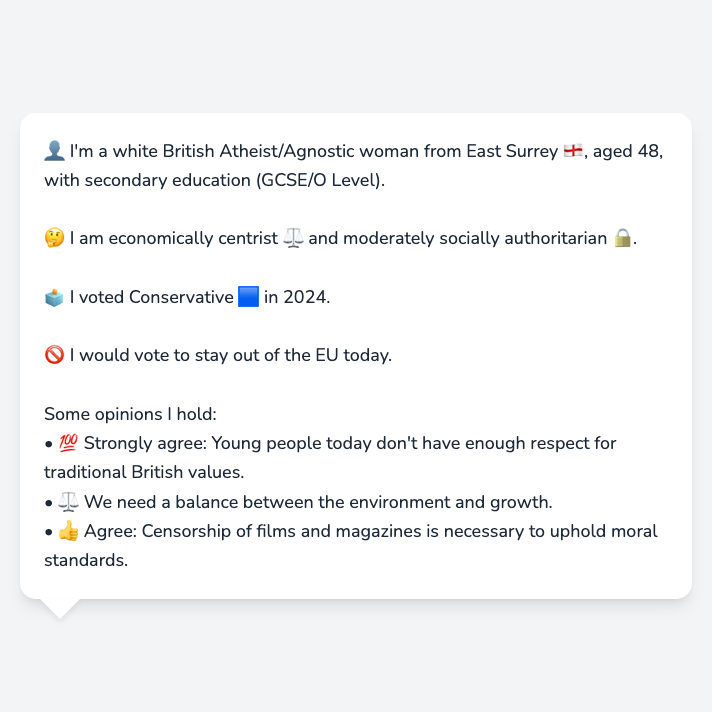 👤 I'm a white British Atheist/Agnostic woman from East Surrey 🏴󠁧󠁢󠁥󠁮󠁧󠁿, aged 48,
with secondary education (GCSE/O Level).
🤔 I am economically centrist ⚖️ and moderately socially authoritarian 🔒.
🗳️ I voted Conservative 🟦 in 2024.
🚫 I would vote to stay out of the EU today.
Some opinions I hold:
• 💯 Strongly agree: Young people today don't have enough respect for
traditional British values.
• ⚖️ We need a balance between the environment and growth.
• 👍 Agree: Censorship of films and magazines is necessary to uphold moral
standards.